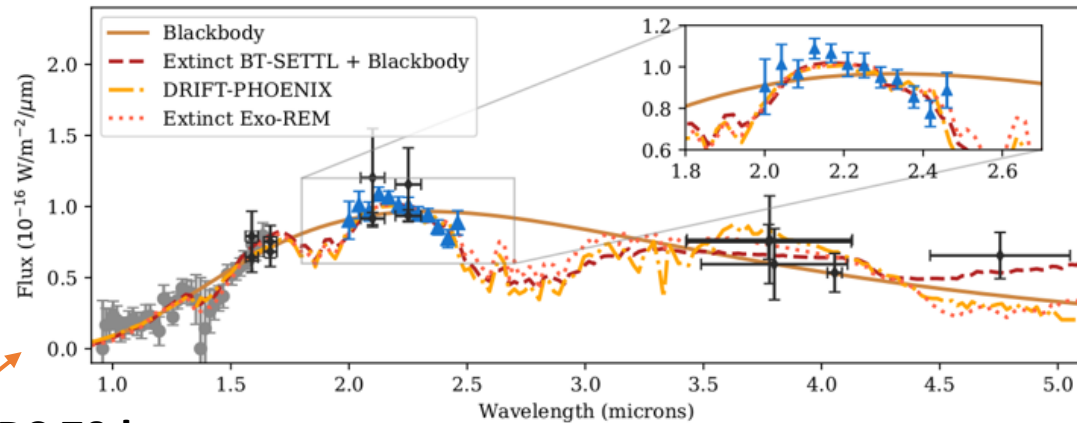 Blackbody
Extinct BT-SETTL + Blackbody
DRIFT-PHOENIX
Extinct Exo-REM
Flux (10⁻¹⁶ W/m⁻²/μm)
2.0
1.5
1.0
0.5
0.0
1.2
1.0
0.8
0.6
1.8 2.0 2.2 2.4 2.6
1.0 1.5 2.0 2.5 3.0 3.5 4.0 4.5 5.0
Wavelength (microns)